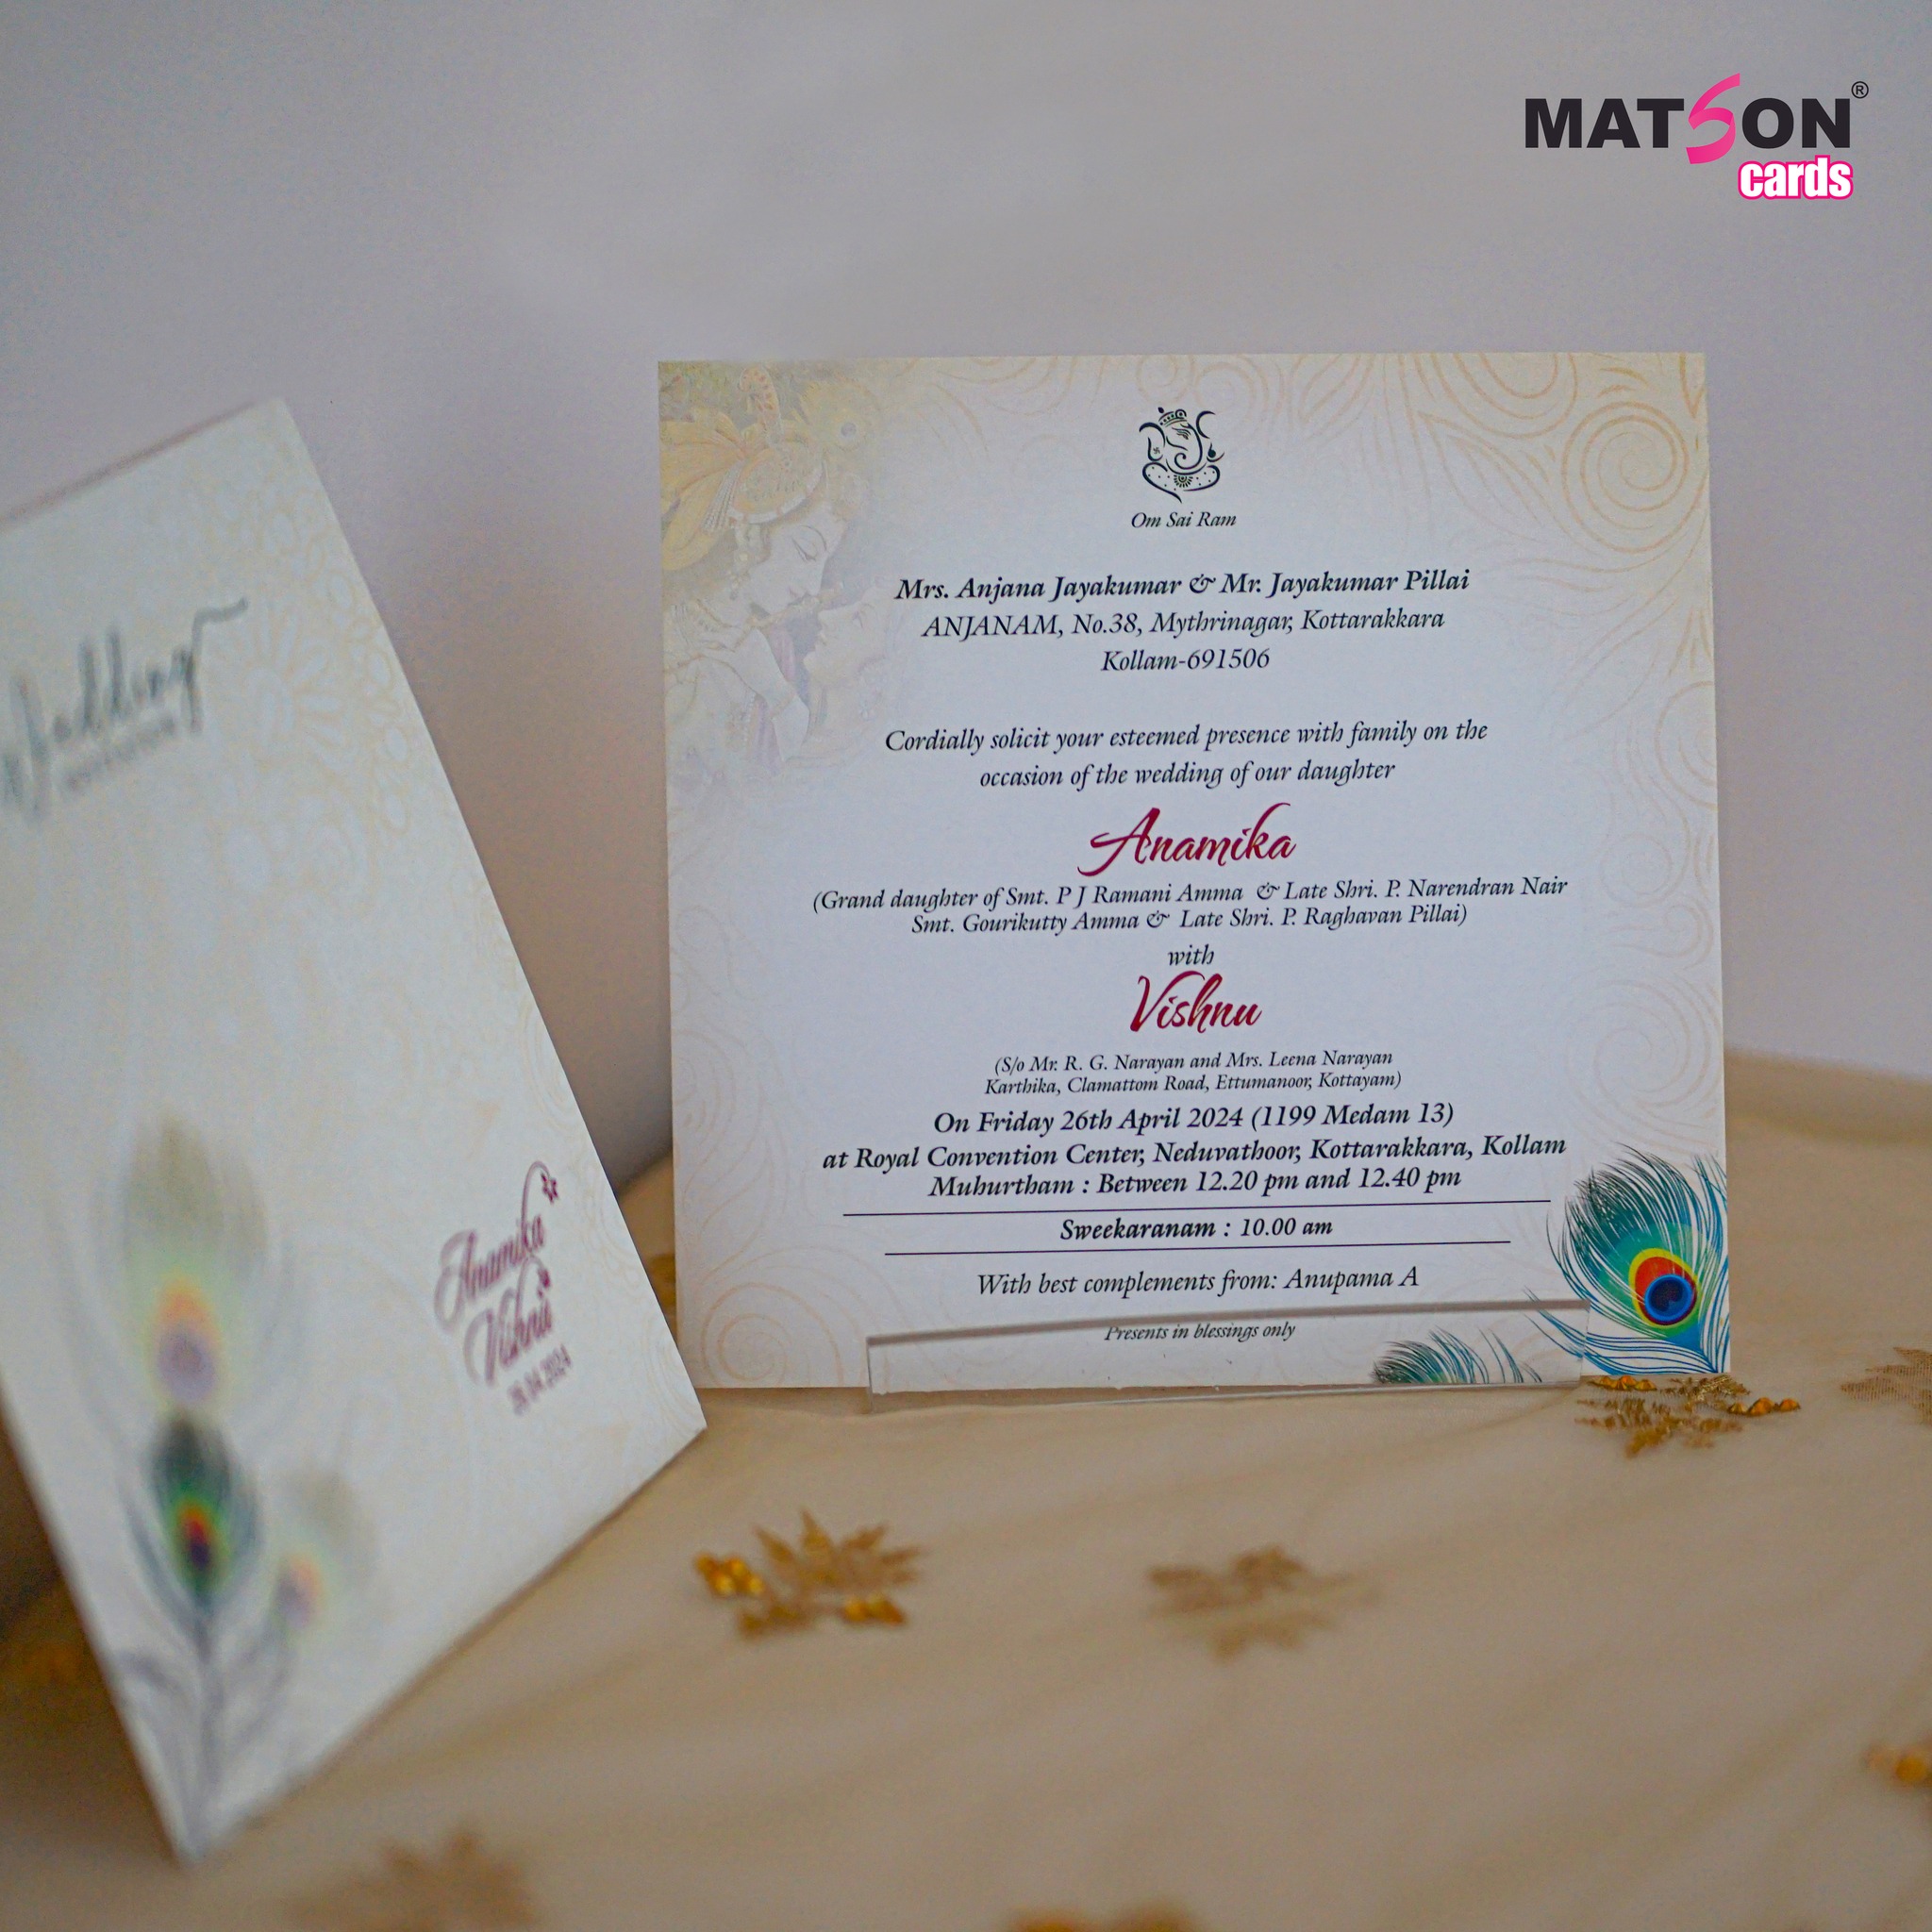 MATSON®
cards
Wedding
Anamika
Vishnu
26.04.2024
Om Sai Ram
Mrs. Anjana Jayakumar & Mr. Jayakumar Pillai
ANJANAM, No.38, Mythrinagar, Kottarakkara
Kollam-691506
Cordially solicit your esteemed presence with family on the
occasion of the wedding of our daughter
Anamika
(Grand daughter of Smt. P J Ramani Amma & Late Shri. P. Narendran Nair
Smt. Gourikutty Amma & Late Shri. P. Raghavan Pillai)
with
Vishnu
(S/o Mr. R. G. Narayan and Mrs. Leena Narayan
Karthika, Clamattom Road, Ettumanoor, Kottayam)
On Friday 26th April 2024 (1199 Medam 13)
at Royal Convention Center, Neduvathoor, Kottarakkara, Kollam
Muhurtham : Between 12.20 pm and 12.40 pm
Sweekaranam : 10.00 am
With best complements from: Anupama A
Presents in blessings only